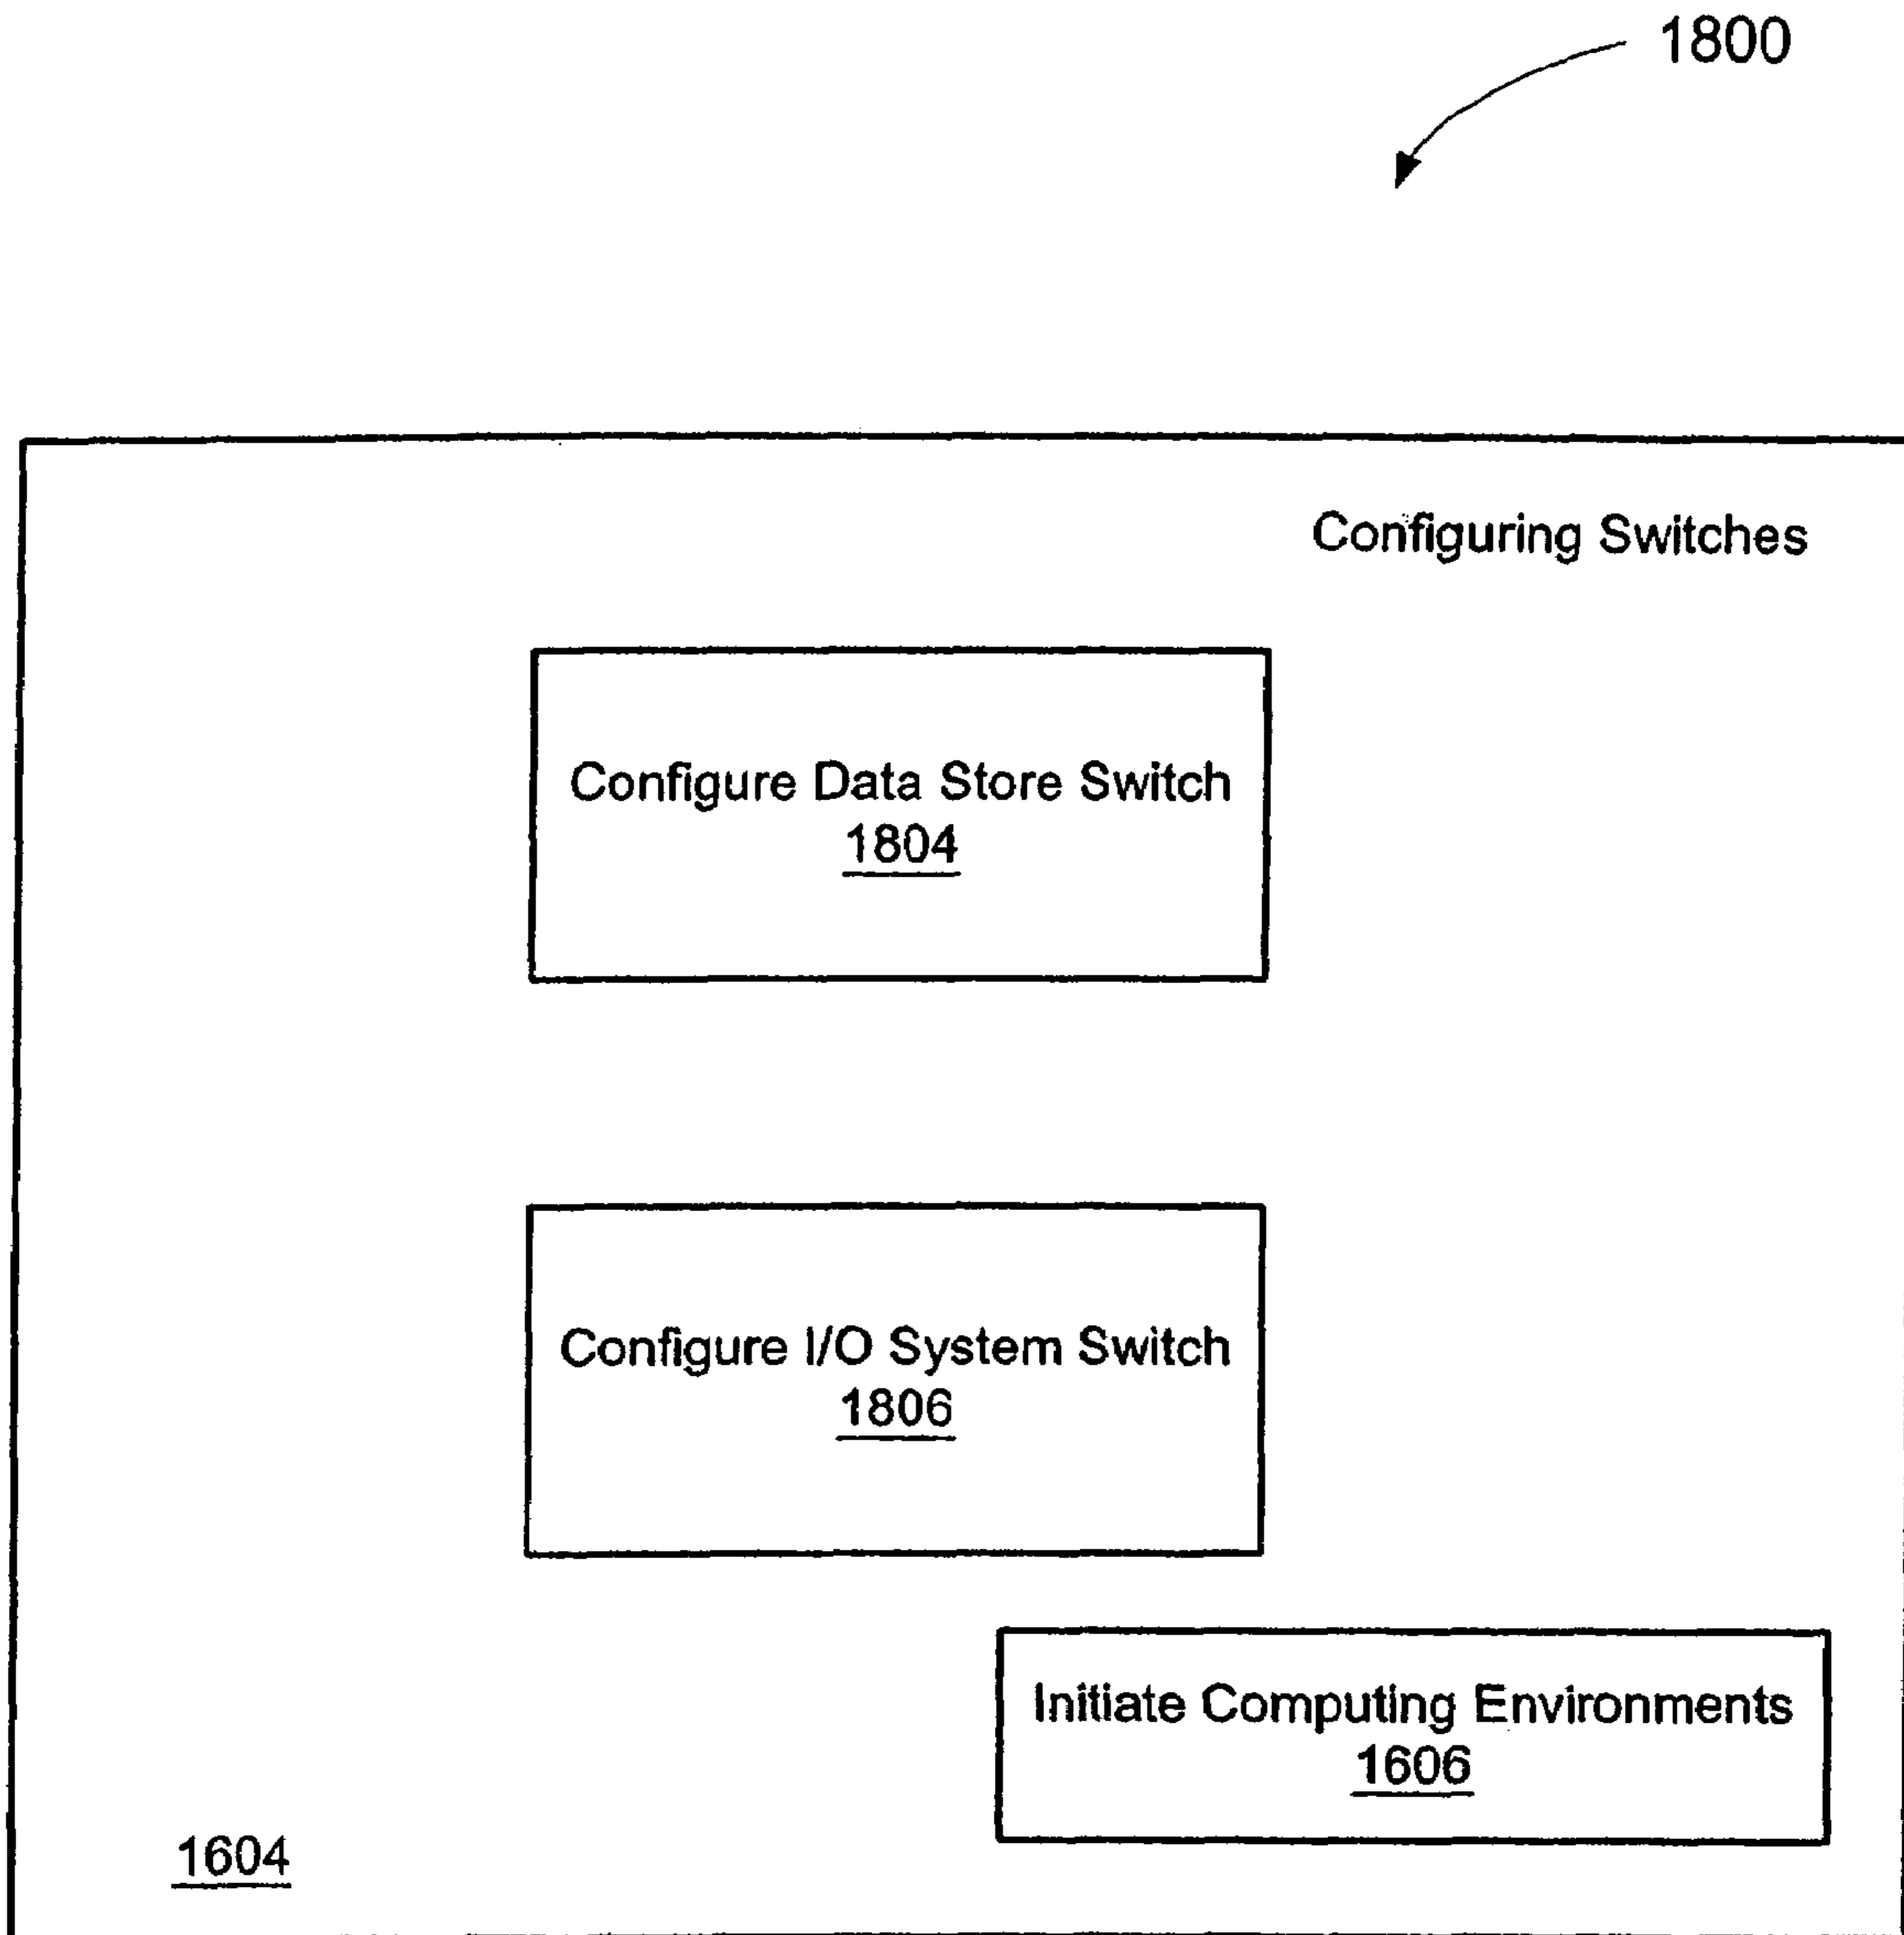 1800
Configuring Switches
Configure Data Store Switch
1804
Configure I/O System Switch
1806
Initiate Computing Environments
1606
1604